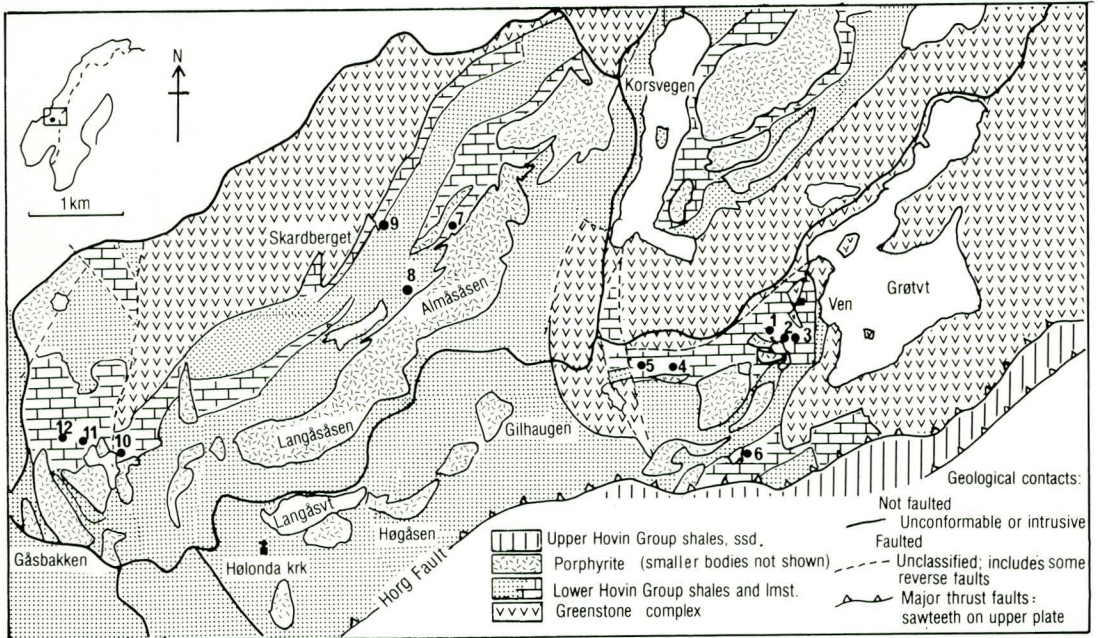 N
1km
Korsvegen
Skardberget
9
7
8
Almåsåsen
Ven
Grøtvt
1
2
3
5
4
12
11
10
Langåsåsen
Gilhaugen
6
Langåsvt
Høgåsen
Gåsbakken
Hølonda krk
Horg Fault
Upper Hovin Group shales, ssd.
Porphyrite (smaller bodies not shown)
Lower Hovin Group shales and lmst.
Greenstone complex
Geological contacts:
Not faulted
Unconformable or intrusive
Faulted
Unclassified; includes some
reverse faults
Major thrust faults:
sawteeth on upper plate